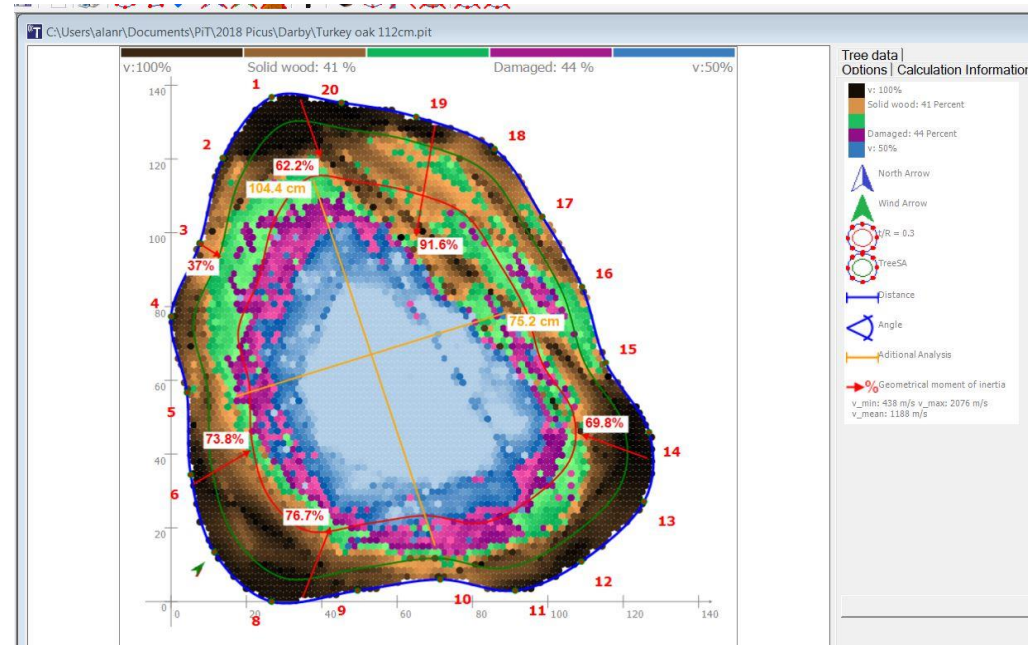 C:\Users\alanr\Documents\PiT\2018 Picus\Darby\Turkey oak 112cm.pit
v:100% Solid wood: 41 % Damaged: 44 % v:50%
1
20
19
18
2
17
3
16
4
15
5
14
6
13
12
11
10
9
8
62.2%
104.4 cm
91.6%
37%
75.2 cm
69.8%
73.8%
76.7%
140
120
100
80
60
40
20
0
0 20 40 60 80 100 120 140
Tree data
Options Calculation Information
v: 100%
Solid wood: 41 Percent
Damaged: 44 Percent
v: 50%
North Arrow
Wind Arrow
t/R = 0.3
TreeSA
Distance
Angle
Aditional Analysis
% Geometrical moment of inertia
v_min: 438 m/s v_max: 2076 m/s
v_mean: 1188 m/s